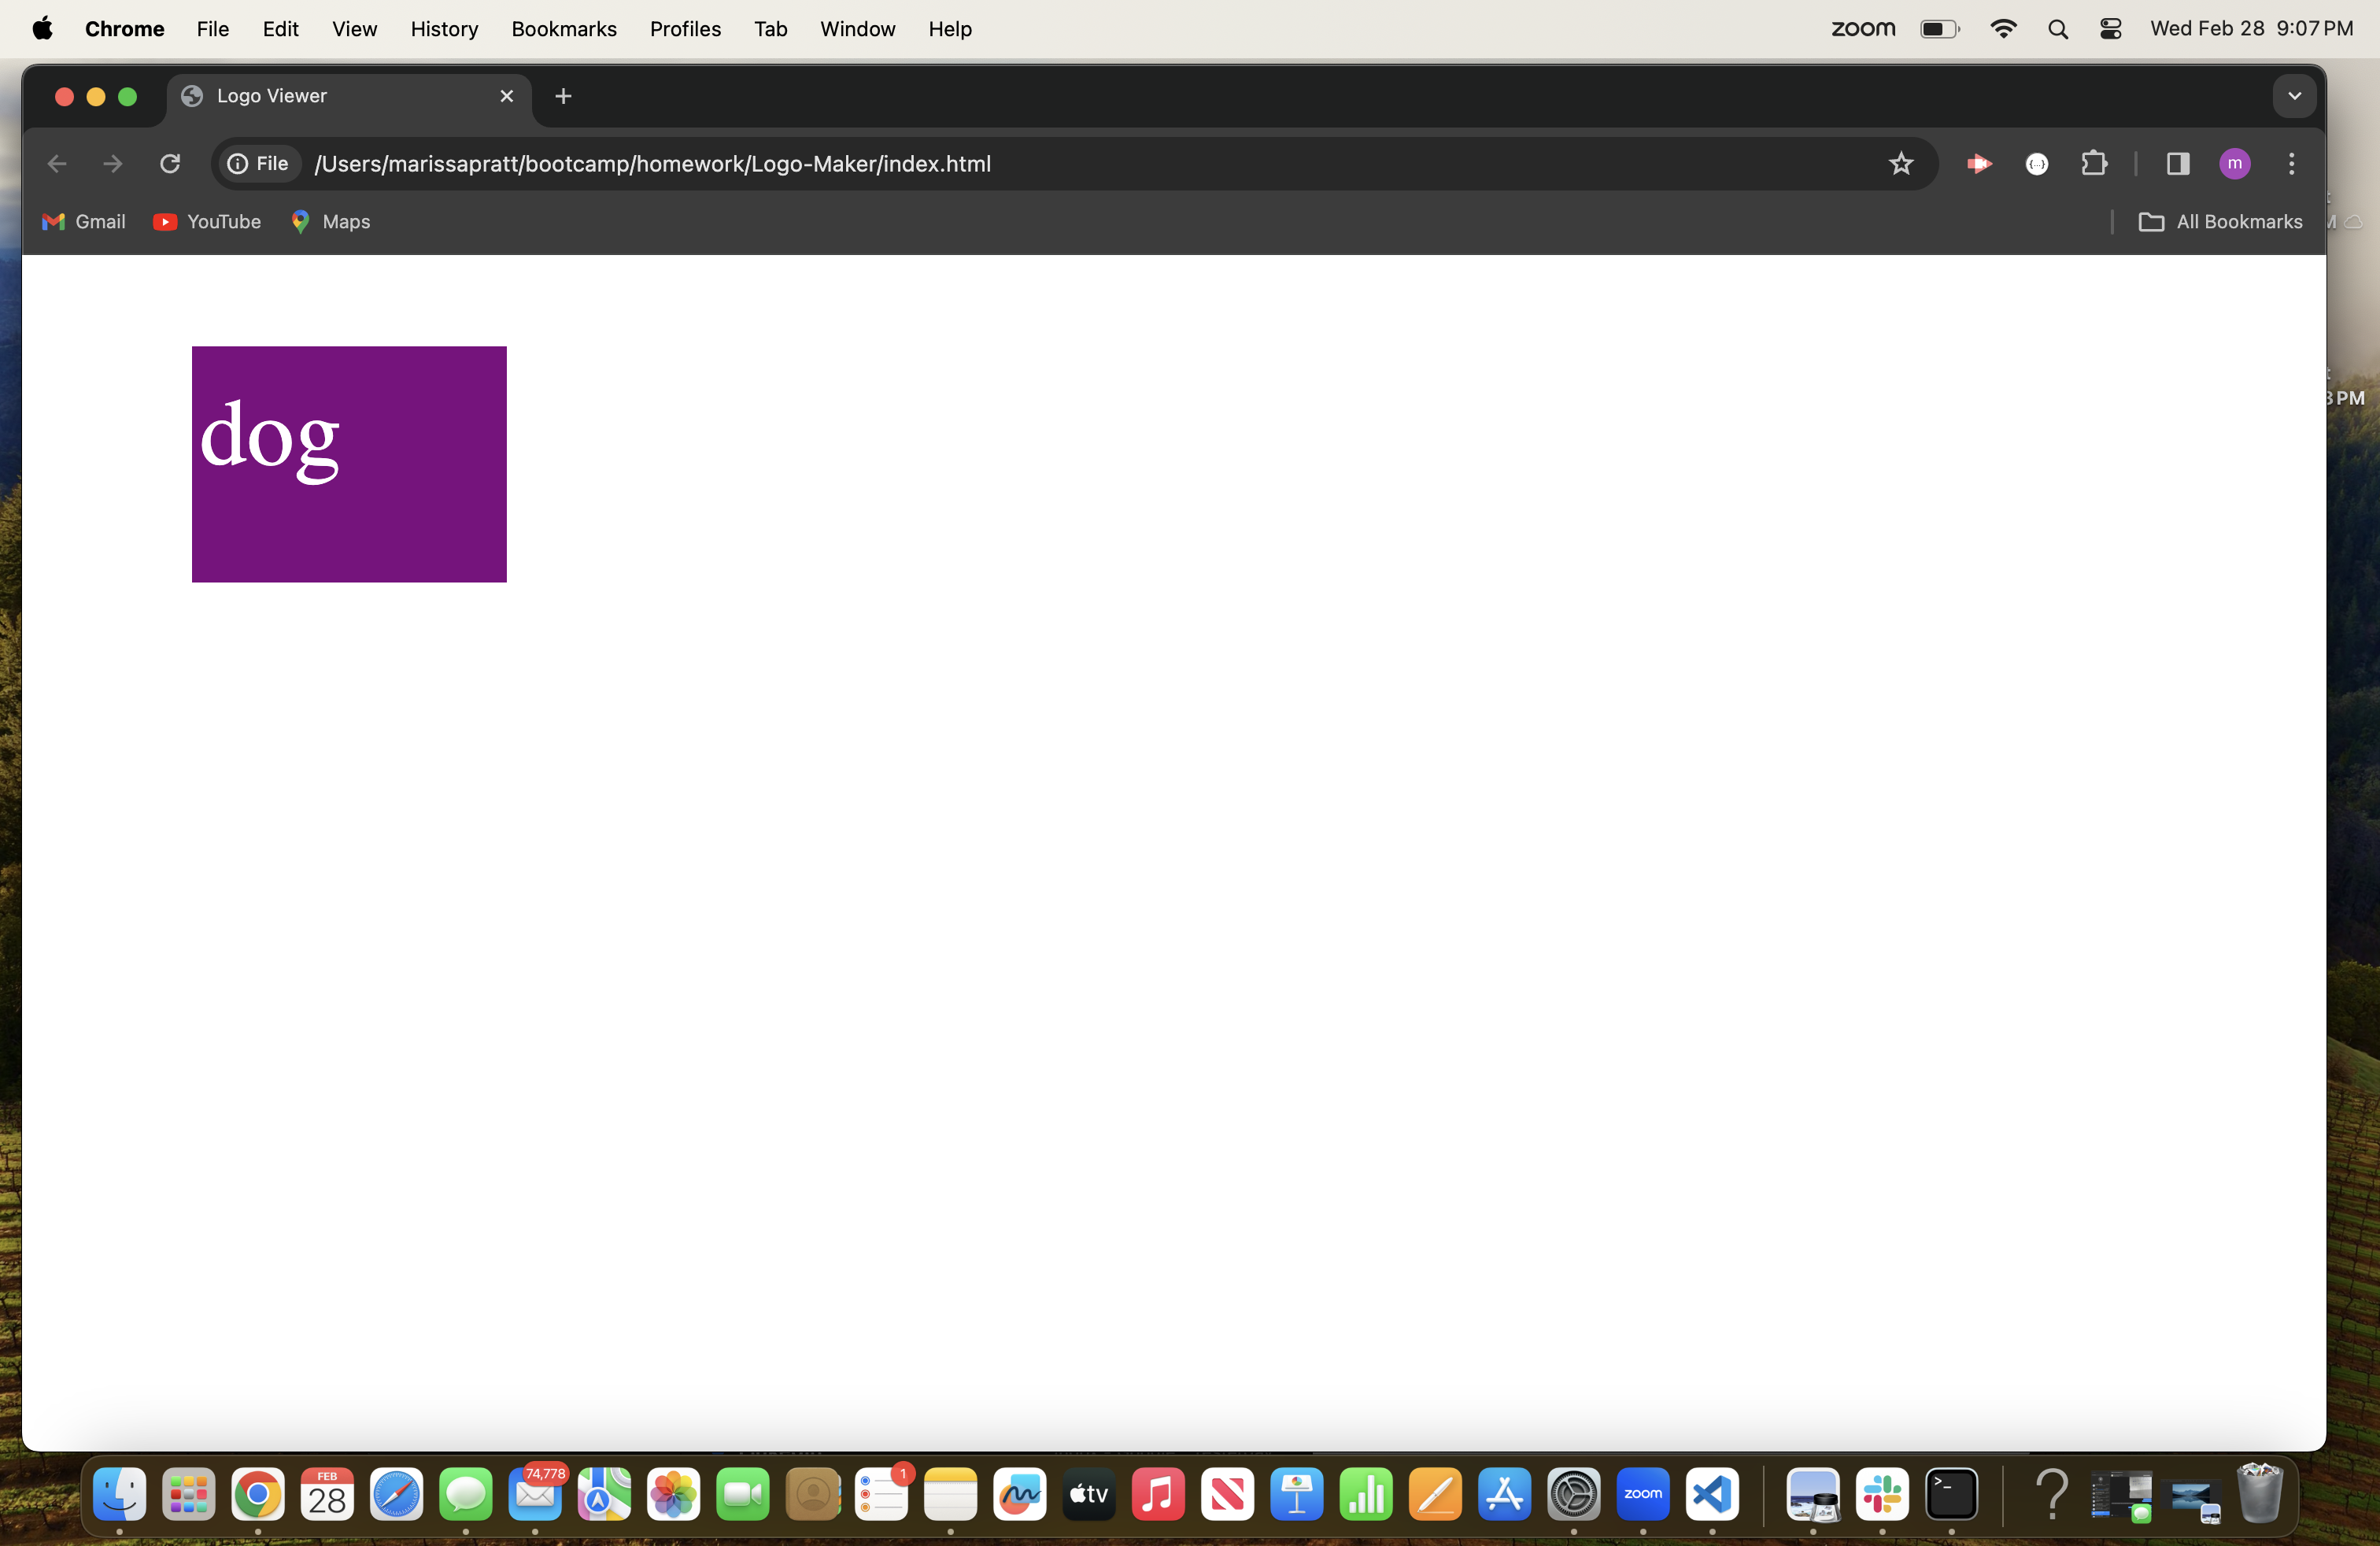 Chrome File Edit View History Bookmarks Profiles Tab Window Help zoom Wed Feb 28 9:07 PM
Logo Viewer
File /Users/marissapratt/bootcamp/homework/Logo-Maker/index.html m
Gmail YouTube Maps All Bookmarks
3 PM
dog
FEB
28
74,778
1
tv
zoom